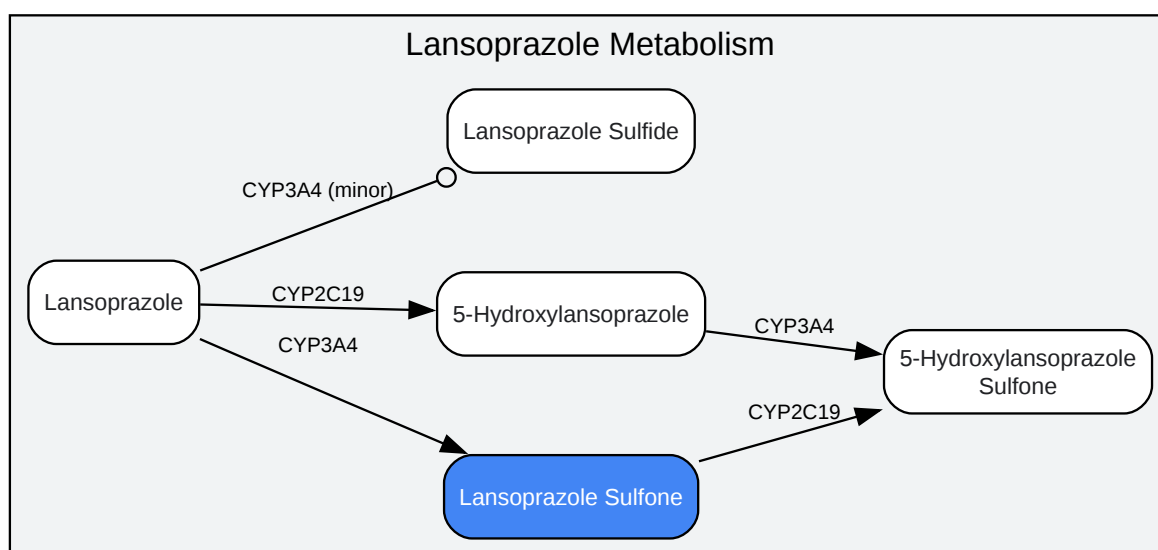 Lansoprazole Metabolism
Lansoprazole Sulfide
CYP3A4 (minor)
Lansoprazole
CYP2C19
5-Hydroxylansoprazole
CYP3A4
CYP3A4
5-Hydroxylansoprazole
Sulfone
CYP2C19
Lansoprazole Sulfone